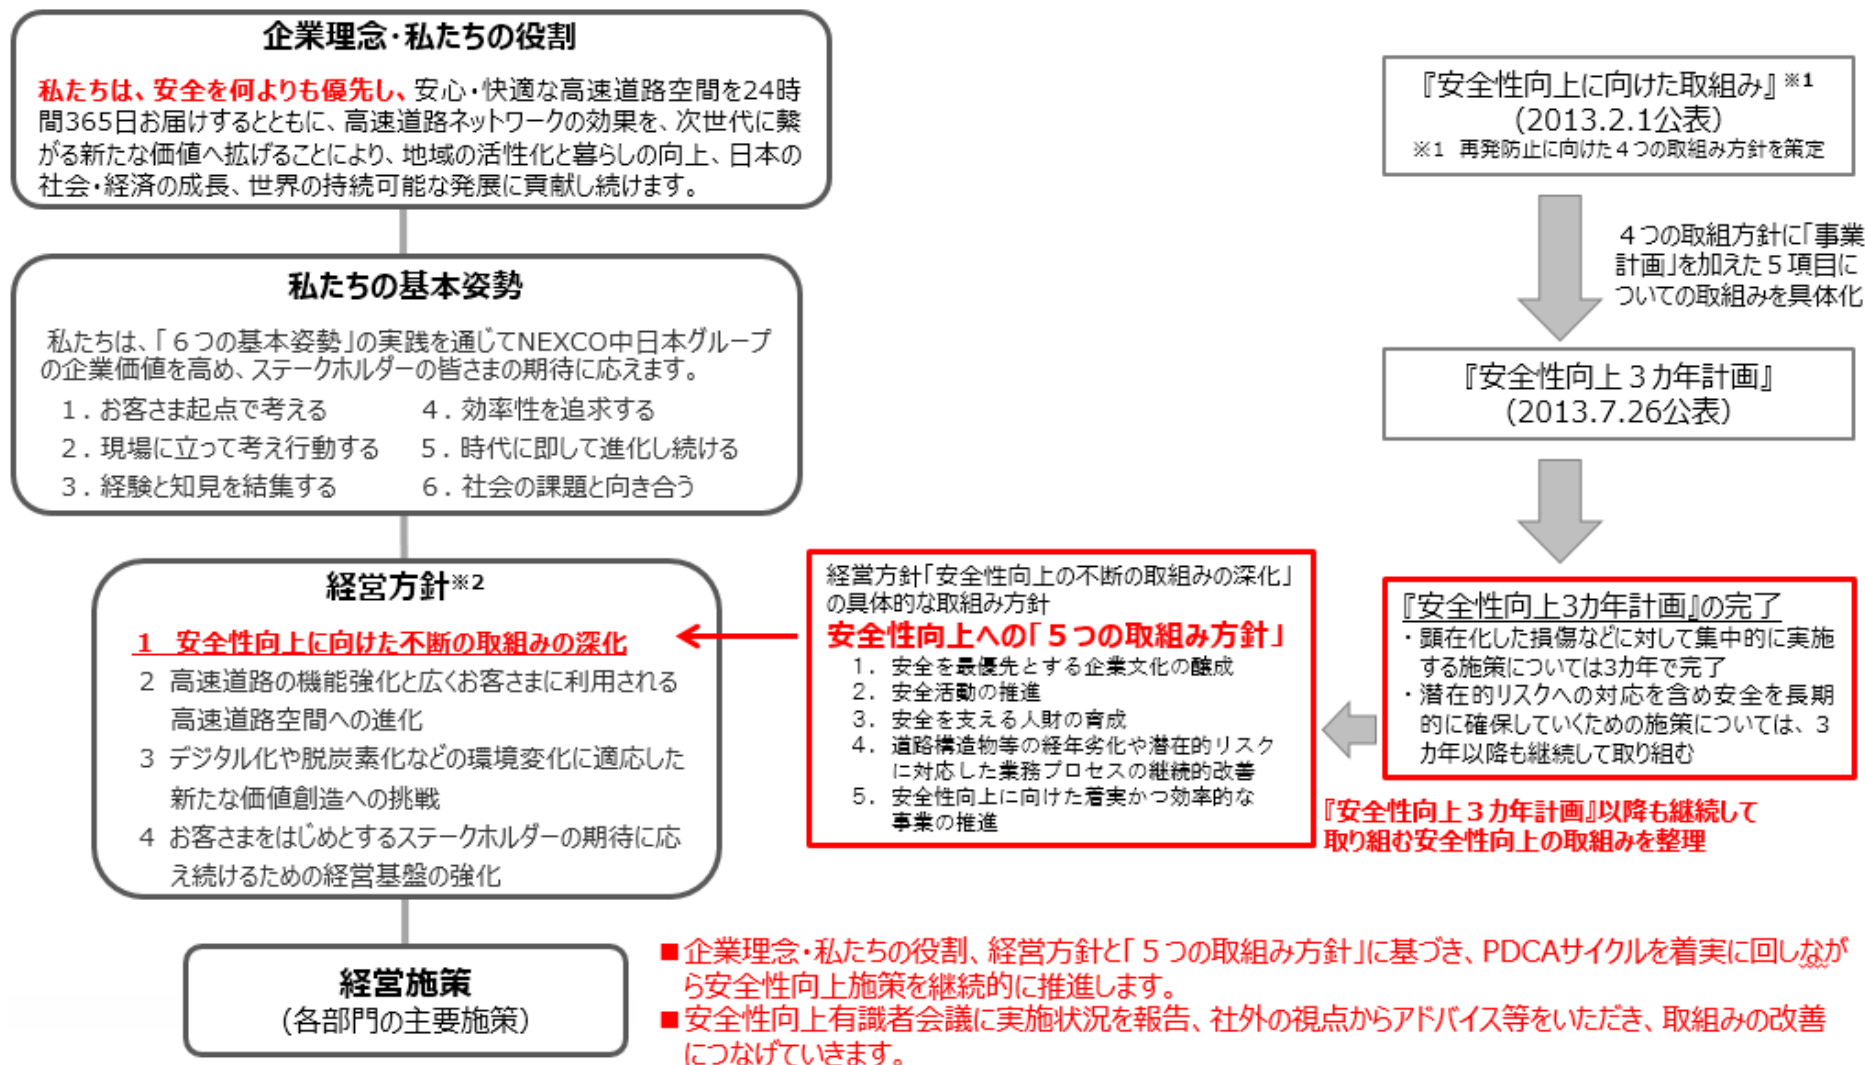 企業理念・私たちの役割
私たちは、安全を何よりも優先し、安心・快適な高速道路空間を24時
間365日お届けするとともに、高速道路ネットワークの効果を、次世代に繋
がる新たな価値へ拡げることにより、地域の活性化と暮らしの向上、日本の
社会・経済の成長、世界の持続可能な発展に貢献し続けます。
私たちの基本姿勢
私たちは、「６つの基本姿勢」の実践を通じてNEXCO中日本グループ
の企業価値を高め、ステークホルダーの皆さまの期待に応えます。
１．お客さま起点で考える
２．現場に立って考え行動する
３．経験と知見を結集する
４．効率性を追求する
５．時代に即して進化し続ける
６．社会の課題と向き合う
経営方針※2
１ 安全性向上に向けた不断の取組みの深化
２ 高速道路の機能強化と広くお客さまに利用される
高速道路空間への進化
３ デジタル化や脱炭素化などの環境変化に適応した
新たな価値創造への挑戦
４ お客さまをはじめとするステークホルダーの期待に応
え続けるための経営基盤の強化
経営施策
(各部門の主要施策)
『安全性向上に向けた取組み』※1
(2013.2.1公表)
※1 再発防止に向けた４つの取組み方針を策定
４つの取組方針に「事業
計画」を加えた５項目に
ついての取組みを具体化
『安全性向上３カ年計画』
(2013.7.26公表)
『安全性向上3カ年計画』の完了
・顕在化した損傷などに対して集中的に実施
する施策については3カ年で完了
・潜在的リスクへの対応を含め安全を長期
的に確保していくための施策については、３
カ年以降も継続して取り組む
『安全性向上３カ年計画』以降も継続して
取り組む安全性向上の取組みを整理
経営方針「安全性向上の不断の取組みの深化」
の具体的な取組み方針
安全性向上への「５つの取組み方針」
1. 安全を最優先とする企業文化の醸成
2. 安全活動の推進
3. 安全を支える人財の育成
4. 道路構造物等の経年劣化や潜在的リスク
に対応した業務プロセスの継続的改善
5. 安全性向上に向けた着実かつ効率的な
事業の推進
■企業理念・私たちの役割、経営方針と「５つの取組み方針」に基づき、PDCAサイクルを着実に回しなが
ら安全性向上施策を継続的に推進します。
■安全性向上有識者会議に実施状況を報告、社外の視点からアドバイス等をいただき、取組みの改善
につなげていきます。